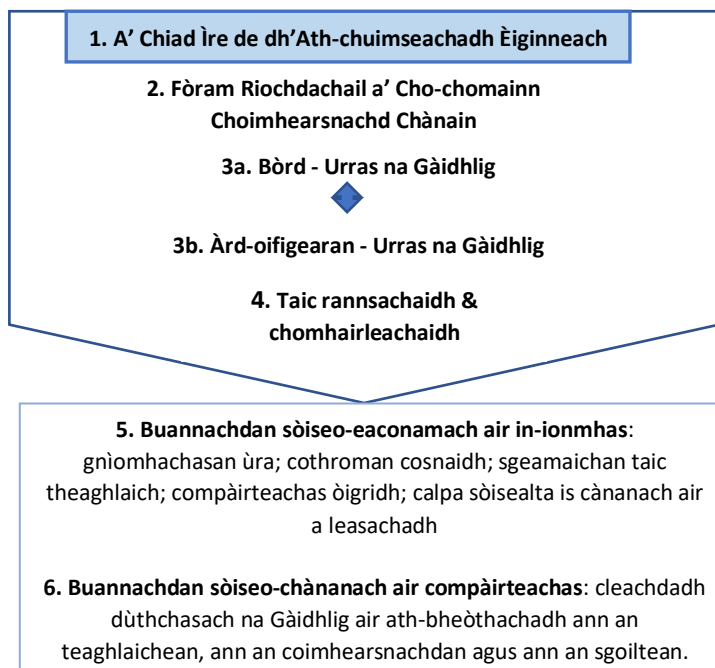 1. A’ Chiad Ìre de dh’Ath-chuimseachadh Èiginneach
2. Fòram Riochdachail a’ Cho-chomainn
Choimhearsnachd Chànain
3a. Bòrd - Urras na Gàidhlig
3b. Àrd-oifigearan - Urras na Gàidhlig
4. Taic rannsachaidh &
chomhairleachaidh
5. Buannachdan sòiseo-eaconamach air in-ionmhas:
gnìomhachasan ùra; cothroman cosnaidh; sgeamaichan taic
theaghlaich; compàirteachas òigridh; calpa sòisealta is cànanach air
a leasachadh
6. Buannachdan sòiseo-chànanach air compàirteachas: cleachdadh
dùthchasach na Gàidhlig air ath-bheòthachadh ann an
teaghlaichean, ann an coimhearsnachdan agus ann an sgoiltean.